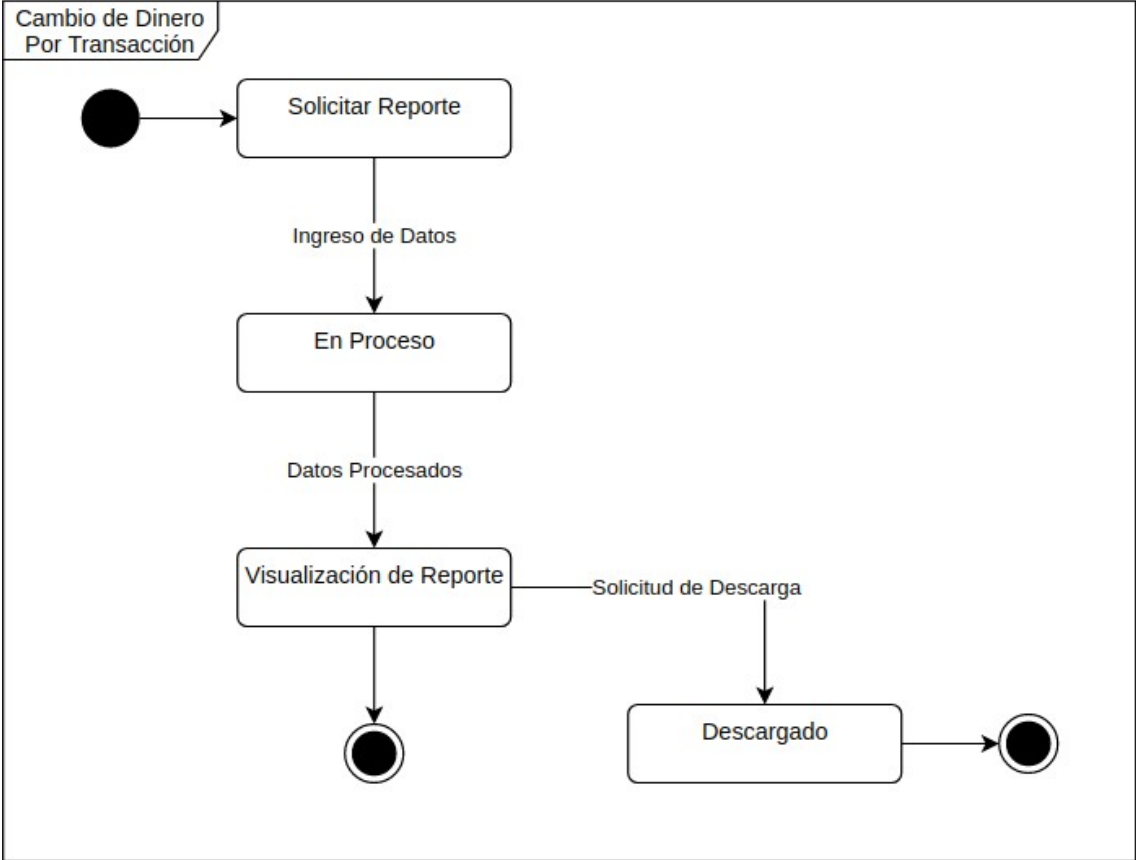 Cambio de Dinero
Por Transacción
Solicitar Reporte
Ingreso de Datos
En Proceso
Datos Procesados
Visualización de Reporte
Solicitud de Descarga
Descargado